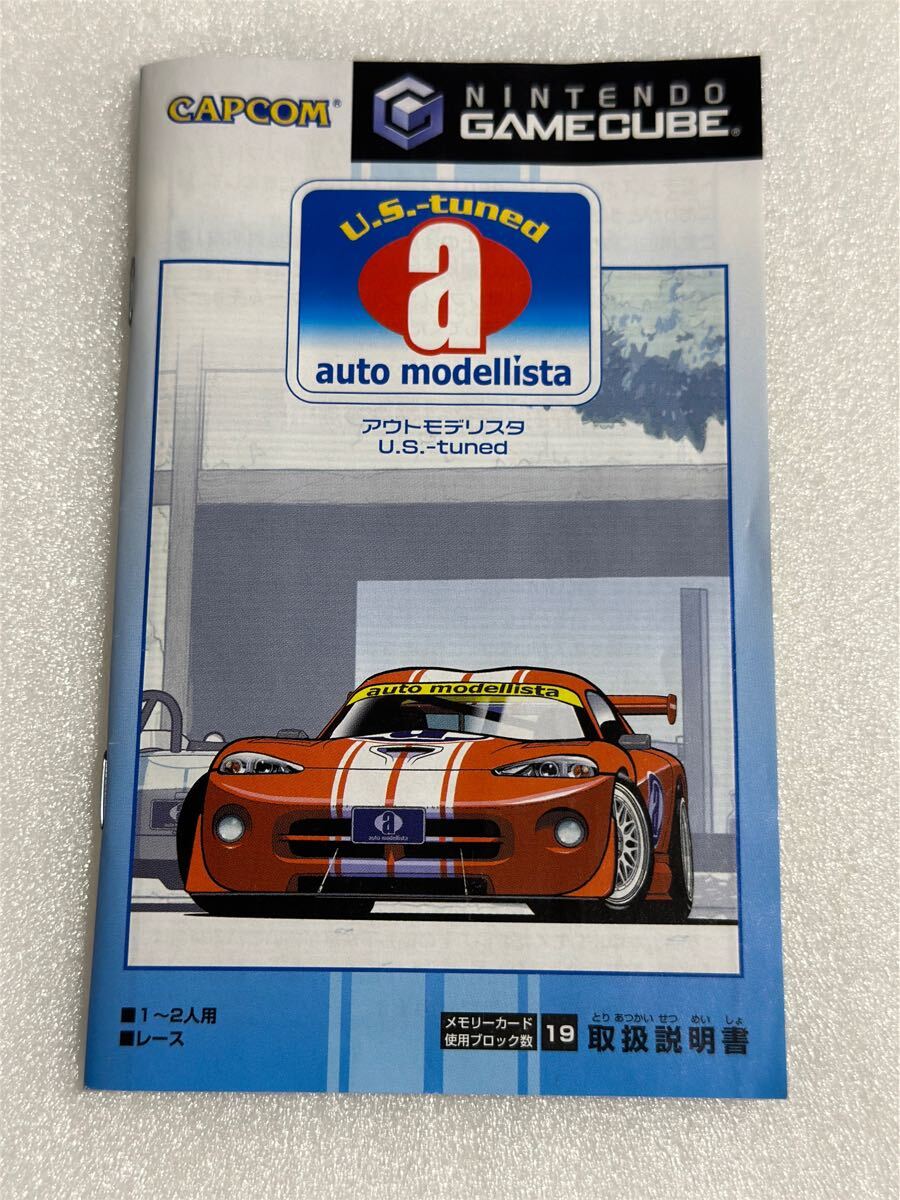 CAPCOM®
NINTENDO
GAMECUBE®
U.S.-tuned
a
auto modellista
アウトモデリスタ
U.S.-tuned
auto modellista
a
a
auto modellista
■1～2人用
■レース
メモリーカード
使用ブロック数
19
とり あつかい せつ めい しょ
取扱説明書